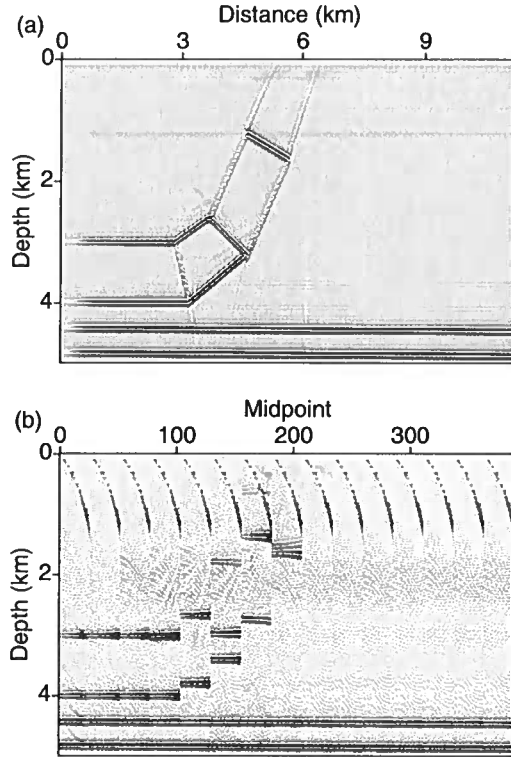 Distance (km)
(a)
0 3 6 9
0
2
4
Depth (km)
(b)
Midpoint
0 100 200 300
0
2
4
Depth (km)